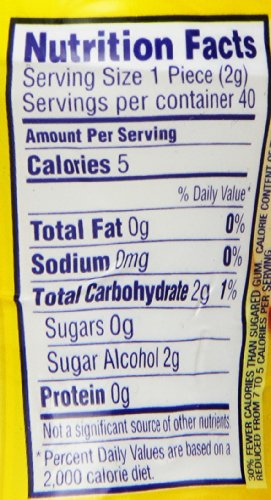 Nutrition Facts
Serving Size 1 Piece (2g)
Servings per container 40
Amount Per Serving
Calories 5
% Daily Value*
Total Fat 0g 0%
Sodium 0mg 0%
Total Carbohydrate 2g 1%
Sugars 0g
Sugar Alcohol 2g
Protein 0g
Not a significant source of other nutrients.
*Percent Daily Values are based on a
2,000 calorie diet.
30% FEWER CALORIES THAN SUGARED GUM. CALORIE CONTENT
REDUCED FROM 7 TO 5 CALORIES PER SERVING